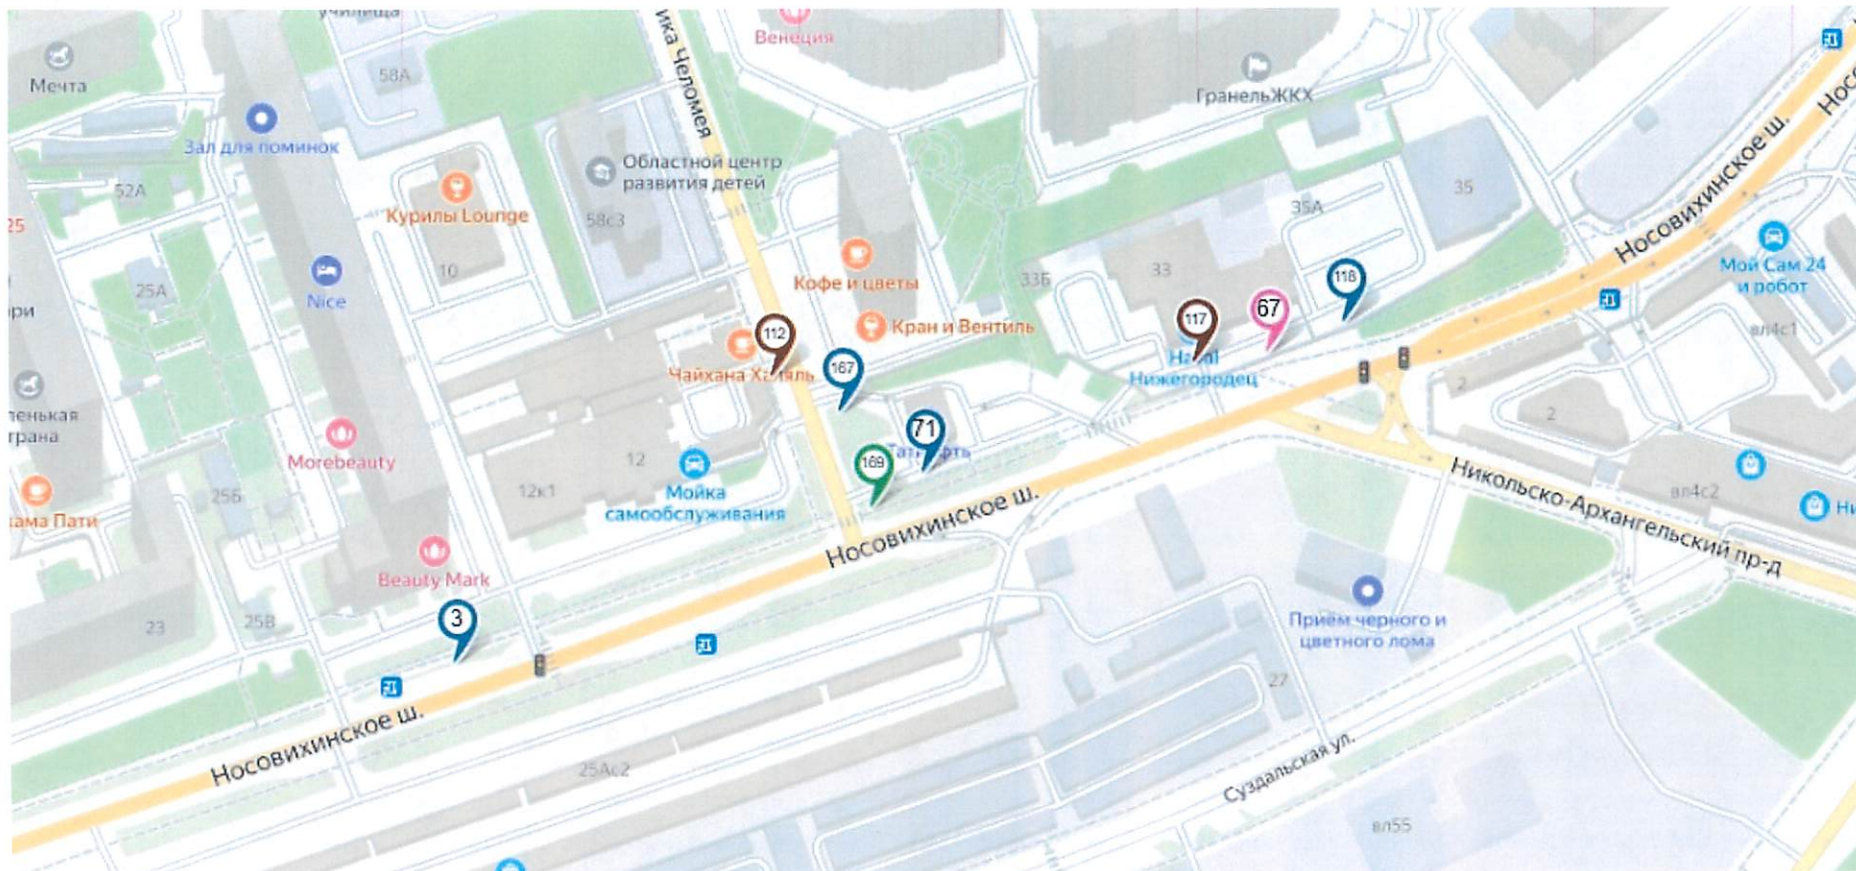 училища
Венеция
Мечта
58А
ГранельЖКХ
Зал для поминок
Областной центр
развития детей
52А
25
Курилы Lounge
58с3
10
35
35А
Носовихинское ш.
Мой Сам 24
и робот
25А
Nice
Кофе и цветы
33Б
33
118
67
117
Кран и Вентиль
112
Чайхана Халяль
167
Нижегородец
вл4с1
2
2
Morebeauty
12
71
169
Мойка
самообслуживания
12к1
25Б
Никольско-Архангельский пр-д
вл4с2
Носовихинское ш.
Beauty Mark
3
23
25В
Приём черного и
цветного лома
27
Носовихинское ш.
25Ас2
Суздальская ул.
вл55